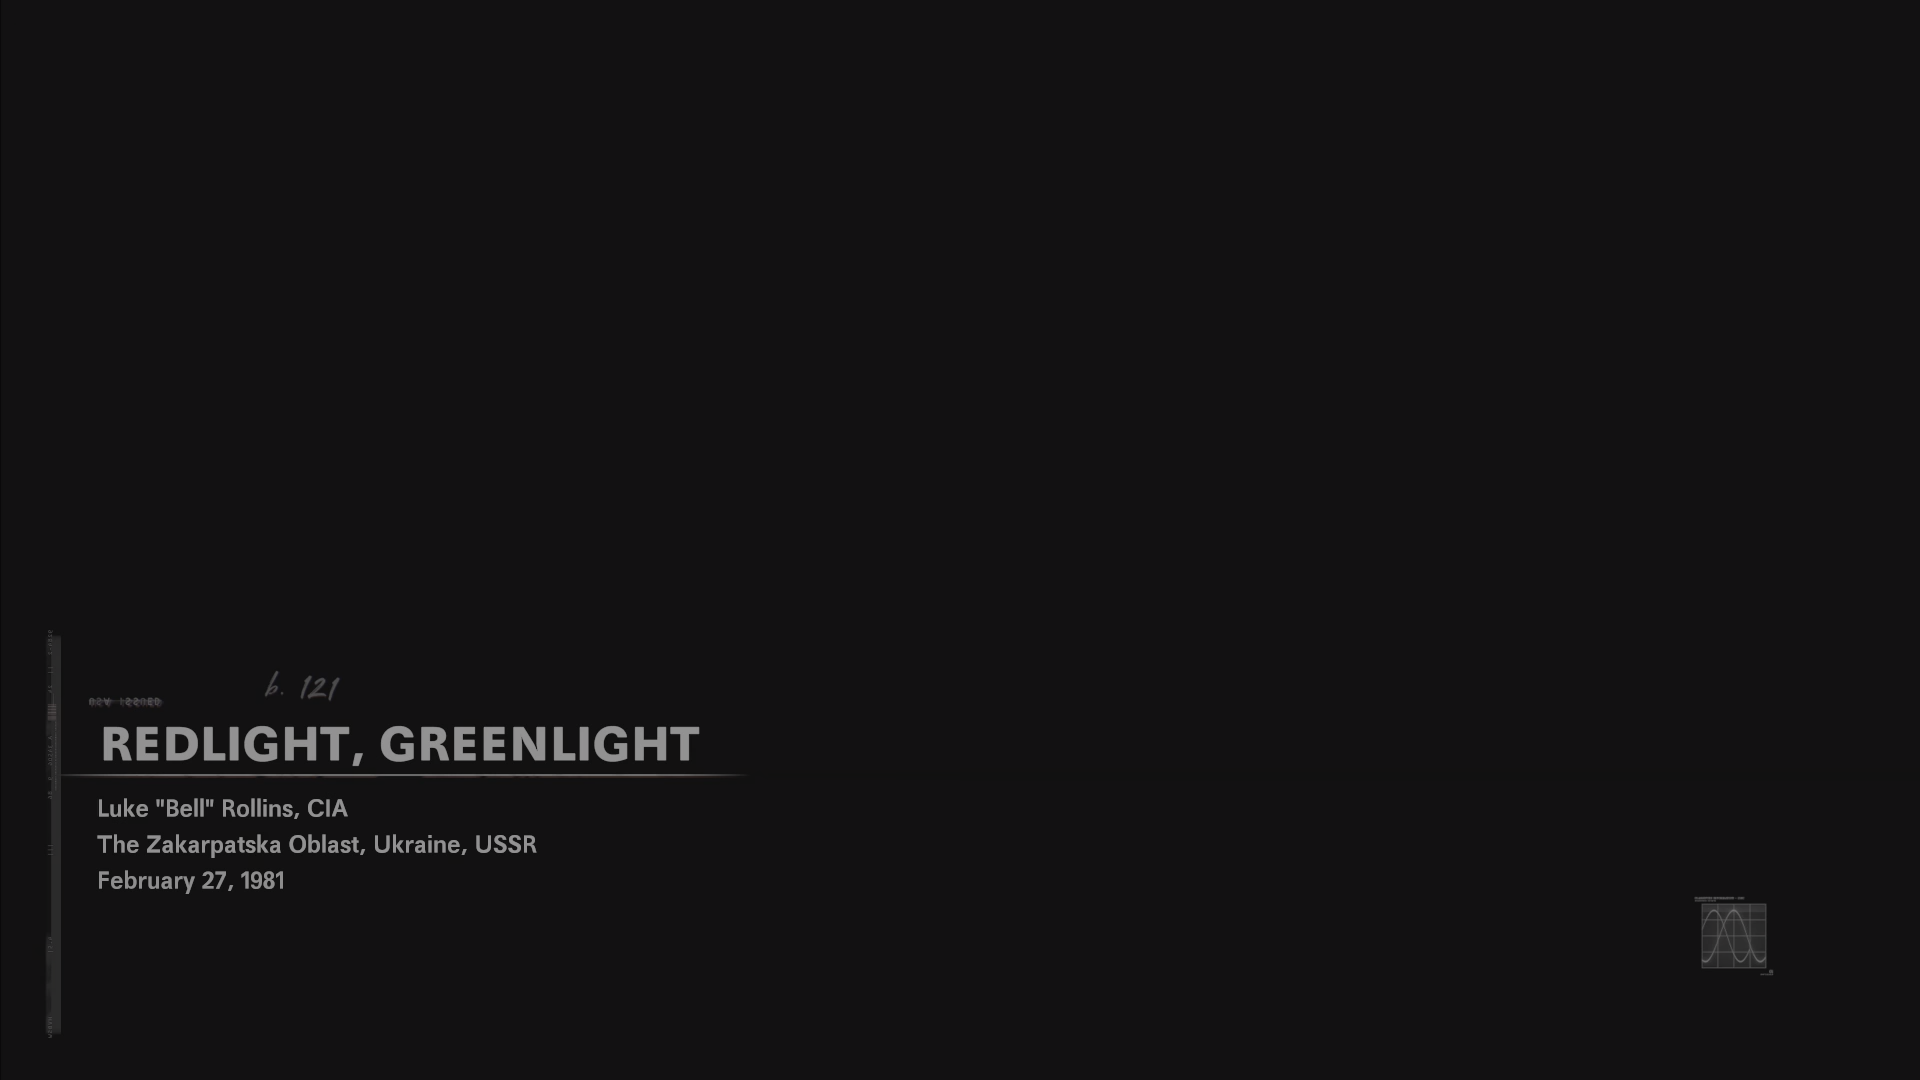 b. 121
REDLIGHT, GREENLIGHT
Luke "Bell" Rollins, CIA
The Zakarpatska Oblast, Ukraine, USSR
February 27, 1981